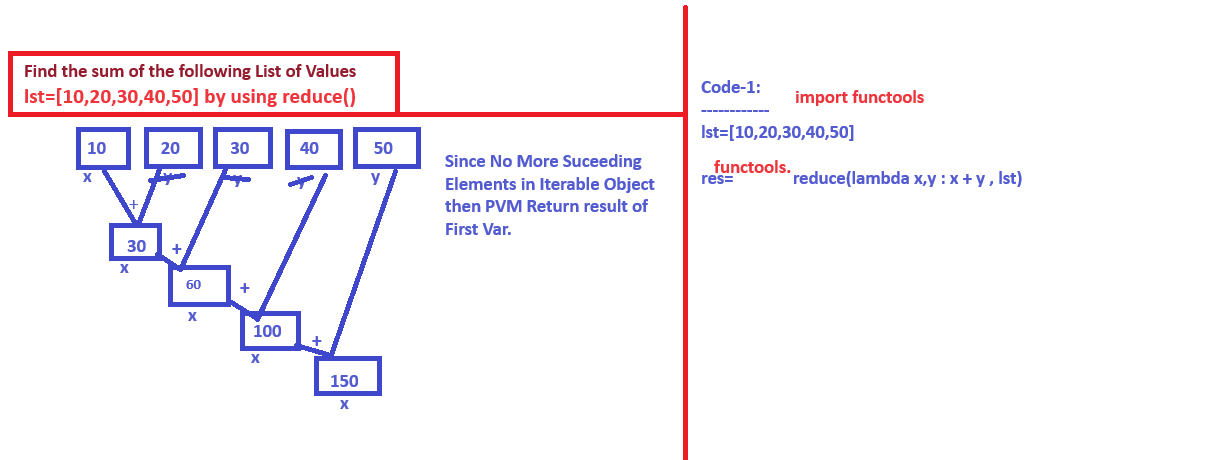 Find the sum of the following List of Values
lst=[10,20,30,40,50] by using reduce()
10 20 30 40 50
x y y y y
+
30
x
+
60
x
+
100
x
+
150
x
Since No More Suceeding
Elements in Iterable Object
then PVM Return result of
First Var.
Code-1:
------------
import functools
lst=[10,20,30,40,50]
functools.
res= reduce(lambda x,y : x + y , lst)